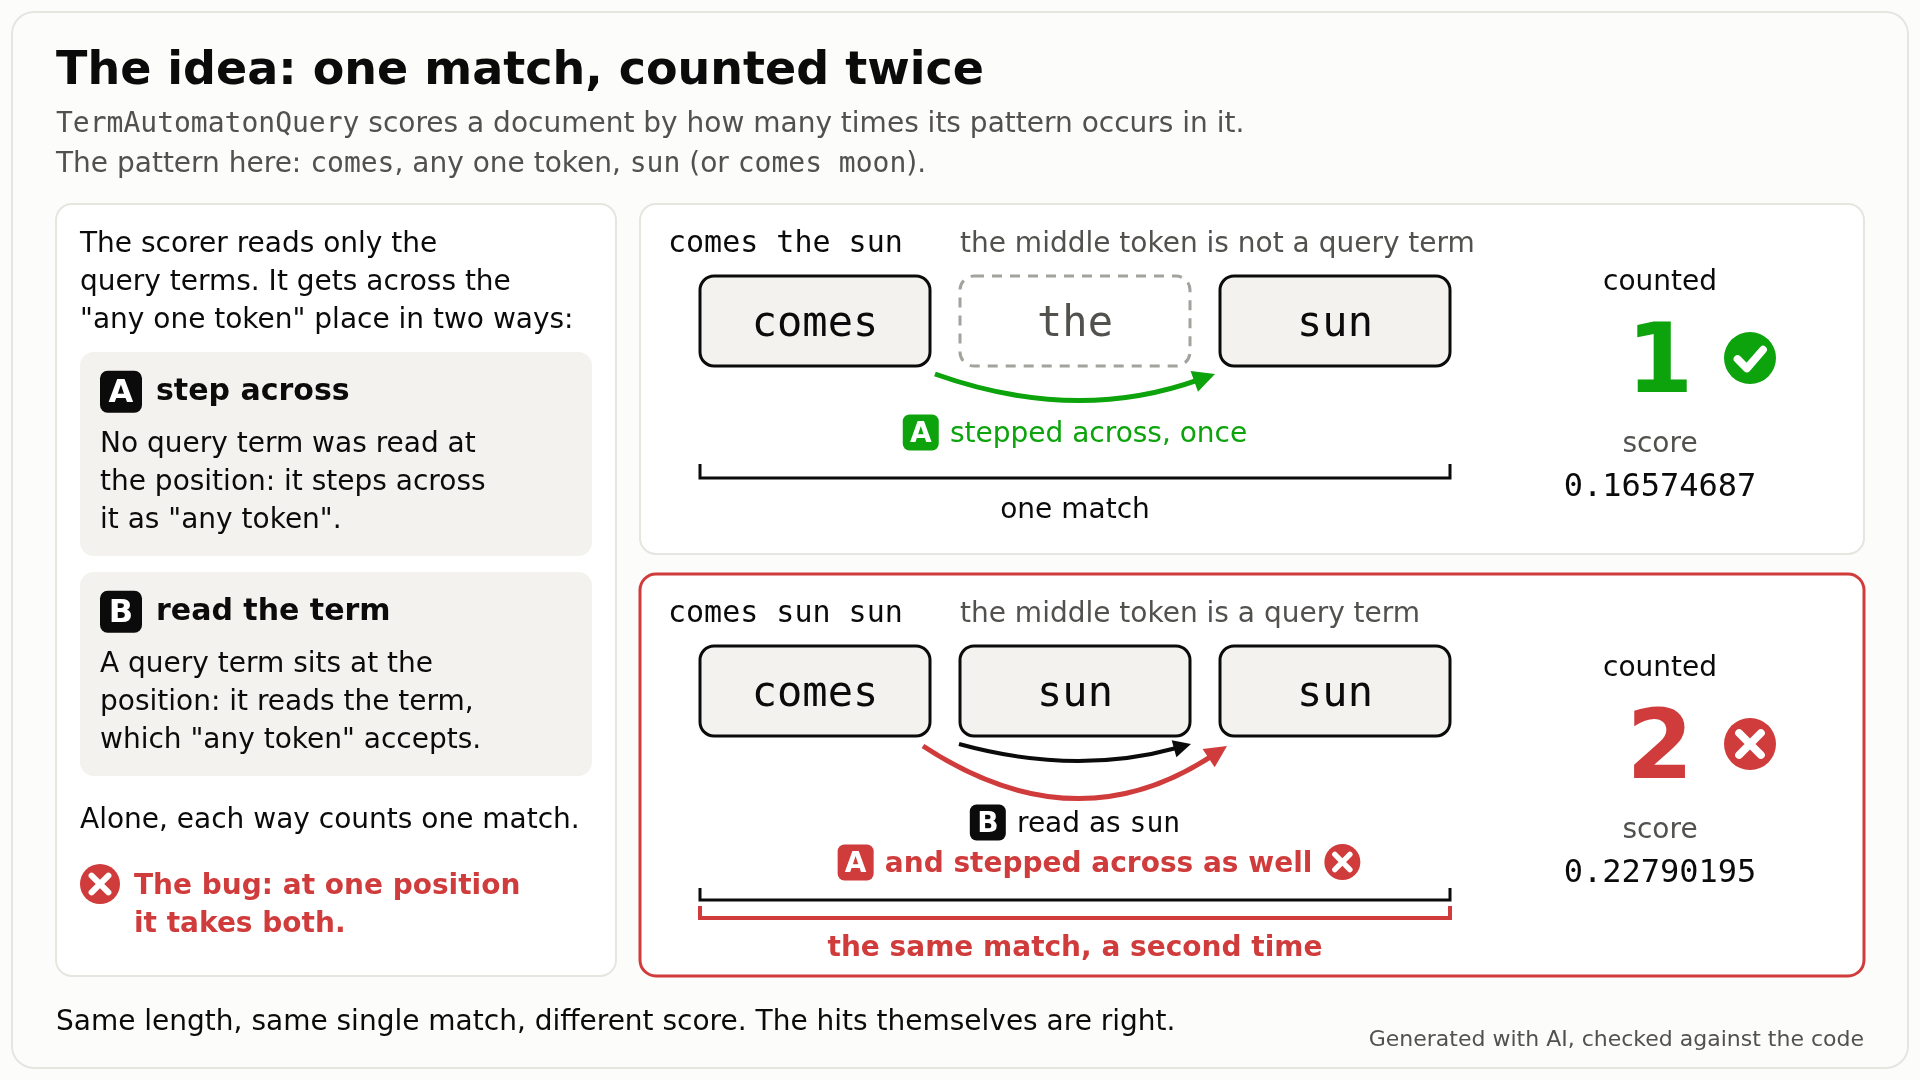 The idea: one match, counted twice
TermAutomatonQuery scores a document by how many times its pattern occurs in it.
The pattern here: comes, any one token, sun (or comes moon).
The scorer reads only the
query terms. It gets across the
"any one token" place in two ways:
A step across
No query term was read at
the position: it steps across
it as "any token".
B read the term
A query term sits at the
position: it reads the term,
which "any token" accepts.
Alone, each way counts one match.
The bug: at one position
it takes both.
comes the sun the middle token is not a query term
comes the sun
A stepped across, once
one match
counted
1
score
0.16574687
comes sun sun the middle token is a query term
comes sun sun
B read as sun
A and stepped across as well
the same match, a second time
counted
2
score
0.22790195
Same length, same single match, different score. The hits themselves are right.
Generated with AI, checked against the code